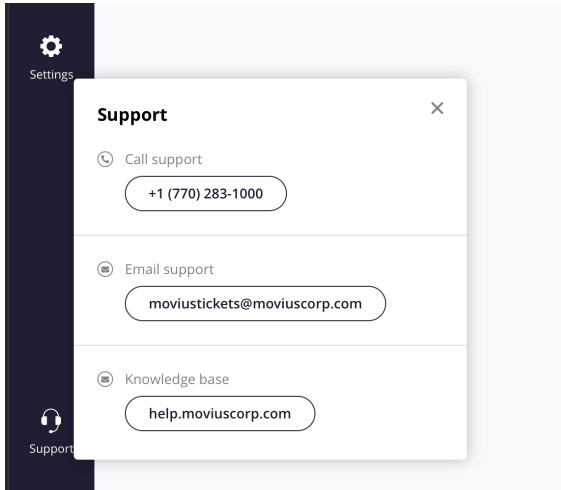 Settings
Support
Call support
+1 (770) 283-1000
Email support
moviustickets@moviuscorp.com
Knowledge base
help.moviuscorp.com
Support